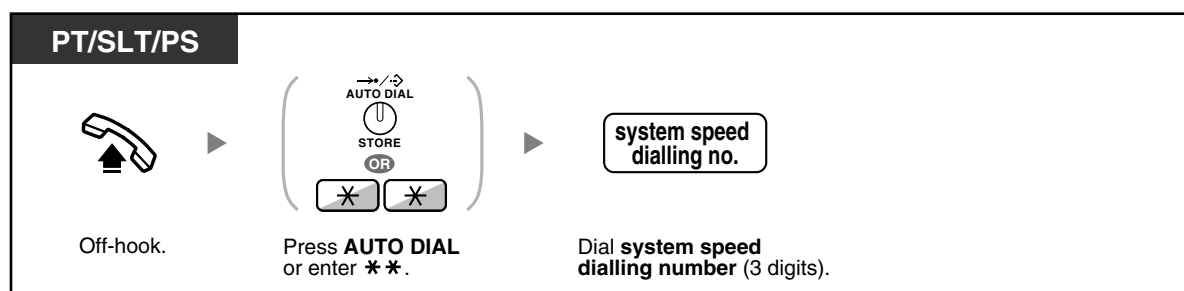 PT/SLT/PS
AUTO DIAL
STORE
OR
✱ ✱
system speed
dialling no.
Off-hook.
Press AUTO DIAL
or enter ✱✱.
Dial system speed
dialling number (3 digits).